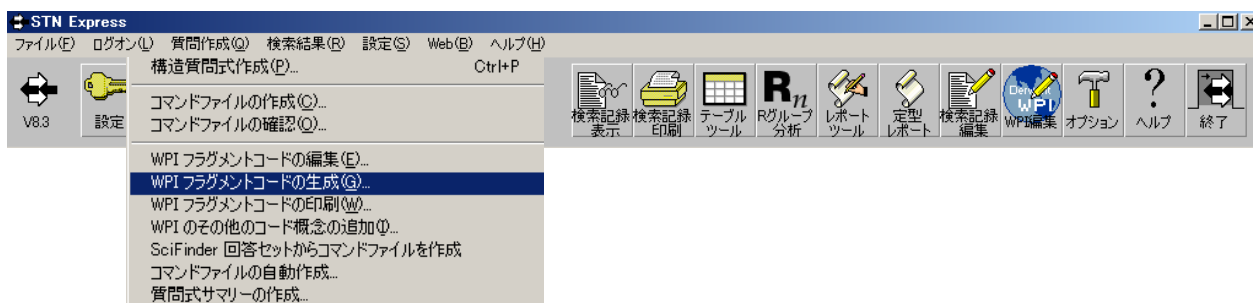 STN Express
ファイル(F) ログオン(L) 質問作成(Q) 検索結果(R) 設定(S) Web(B) ヘルプ(H)
構造質問式作成(P)... Ctrl+P
コマンドファイルの作成(C)...
コマンドファイルの確認(O)...
WPI フラグメントコードの編集(E)...
WPI フラグメントコードの生成(G)...
WPI フラグメントコードの印刷(W)...
WPI のその他のコード概念の追加(I)...
SciFinder 回答セットからコマンドファイルを作成
コマンドファイルの自動作成...
質問式サマリーの作成...
V8.3
設定
検索記録表示
検索記録印刷
テーブルツール
Rn
Rグループ分析
レポートツール
定型レポート
検索記録編集
Derwent
WPI
WPI編集
オプション
?
ヘルプ
終了